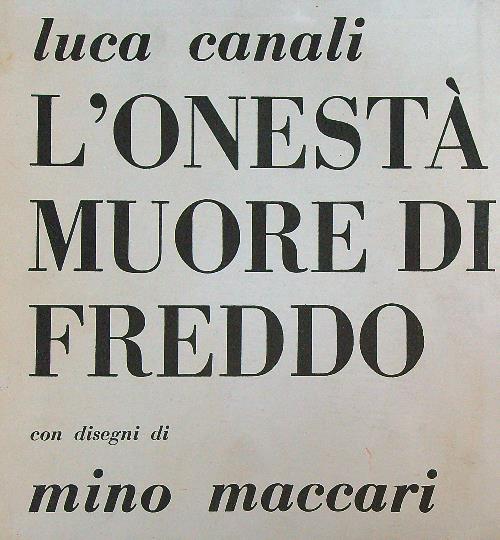 luca canali
L'ONESTÀ
MUORE DI
FREDDO
con disegni di
mino maccari